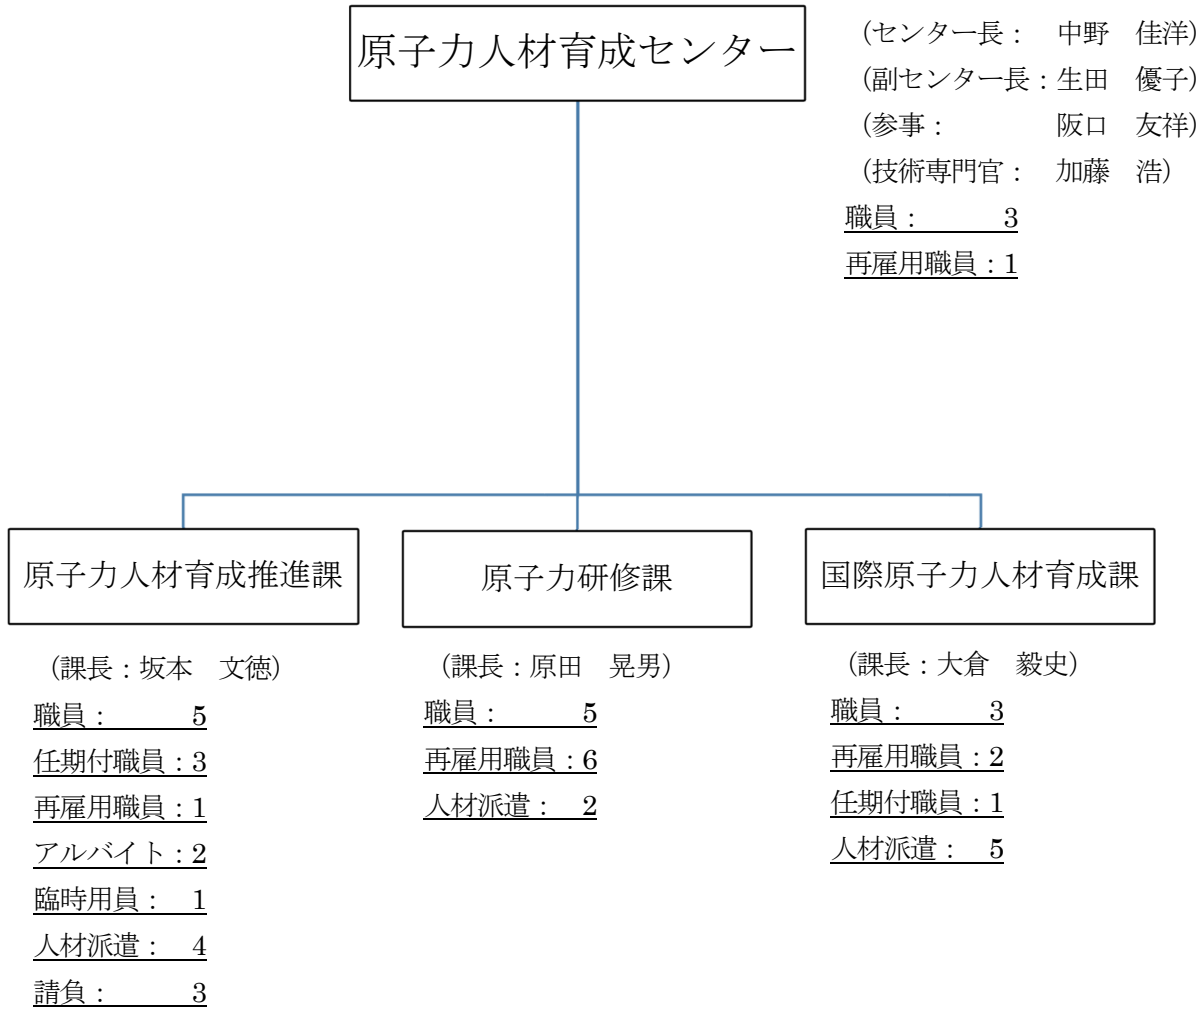 原子力人材育成センター
(センター長： 中野 佳洋)
(副センター長：生田 優子)
(参事： 阪口 友祥)
(技術専門官： 加藤 浩)
職員： 3
再雇用職員：1
原子力人材育成推進課
(課長：坂本 文徳)
職員： 5
任期付職員：3
再雇用職員：1
アルバイト：2
臨時用員： 1
人材派遣： 4
請負： 3
原子力研修課
(課長：原田 晃男)
職員： 5
再雇用職員：6
人材派遣： 2
国際原子力人材育成課
(課長：大倉 毅史)
職員： 3
再雇用職員：2
任期付職員：1
人材派遣： 5